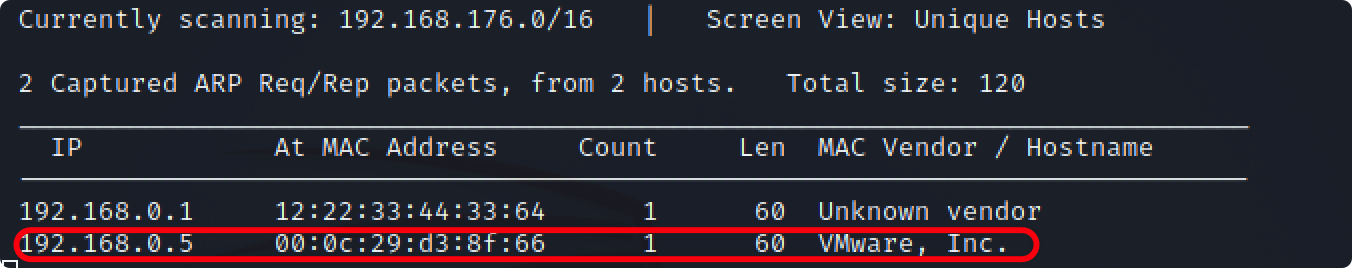 Currently scanning: 192.168.176.0/16   |   Screen View: Unique Hosts
2 Captured ARP Req/Rep packets, from 2 hosts.   Total size: 120
IP            At MAC Address     Count     Len  MAC Vendor / Hostname
192.168.0.1     12:22:33:44:33:64      1      60  Unknown vendor
192.168.0.5     00:0c:29:d3:8f:66      1      60  VMware, Inc.